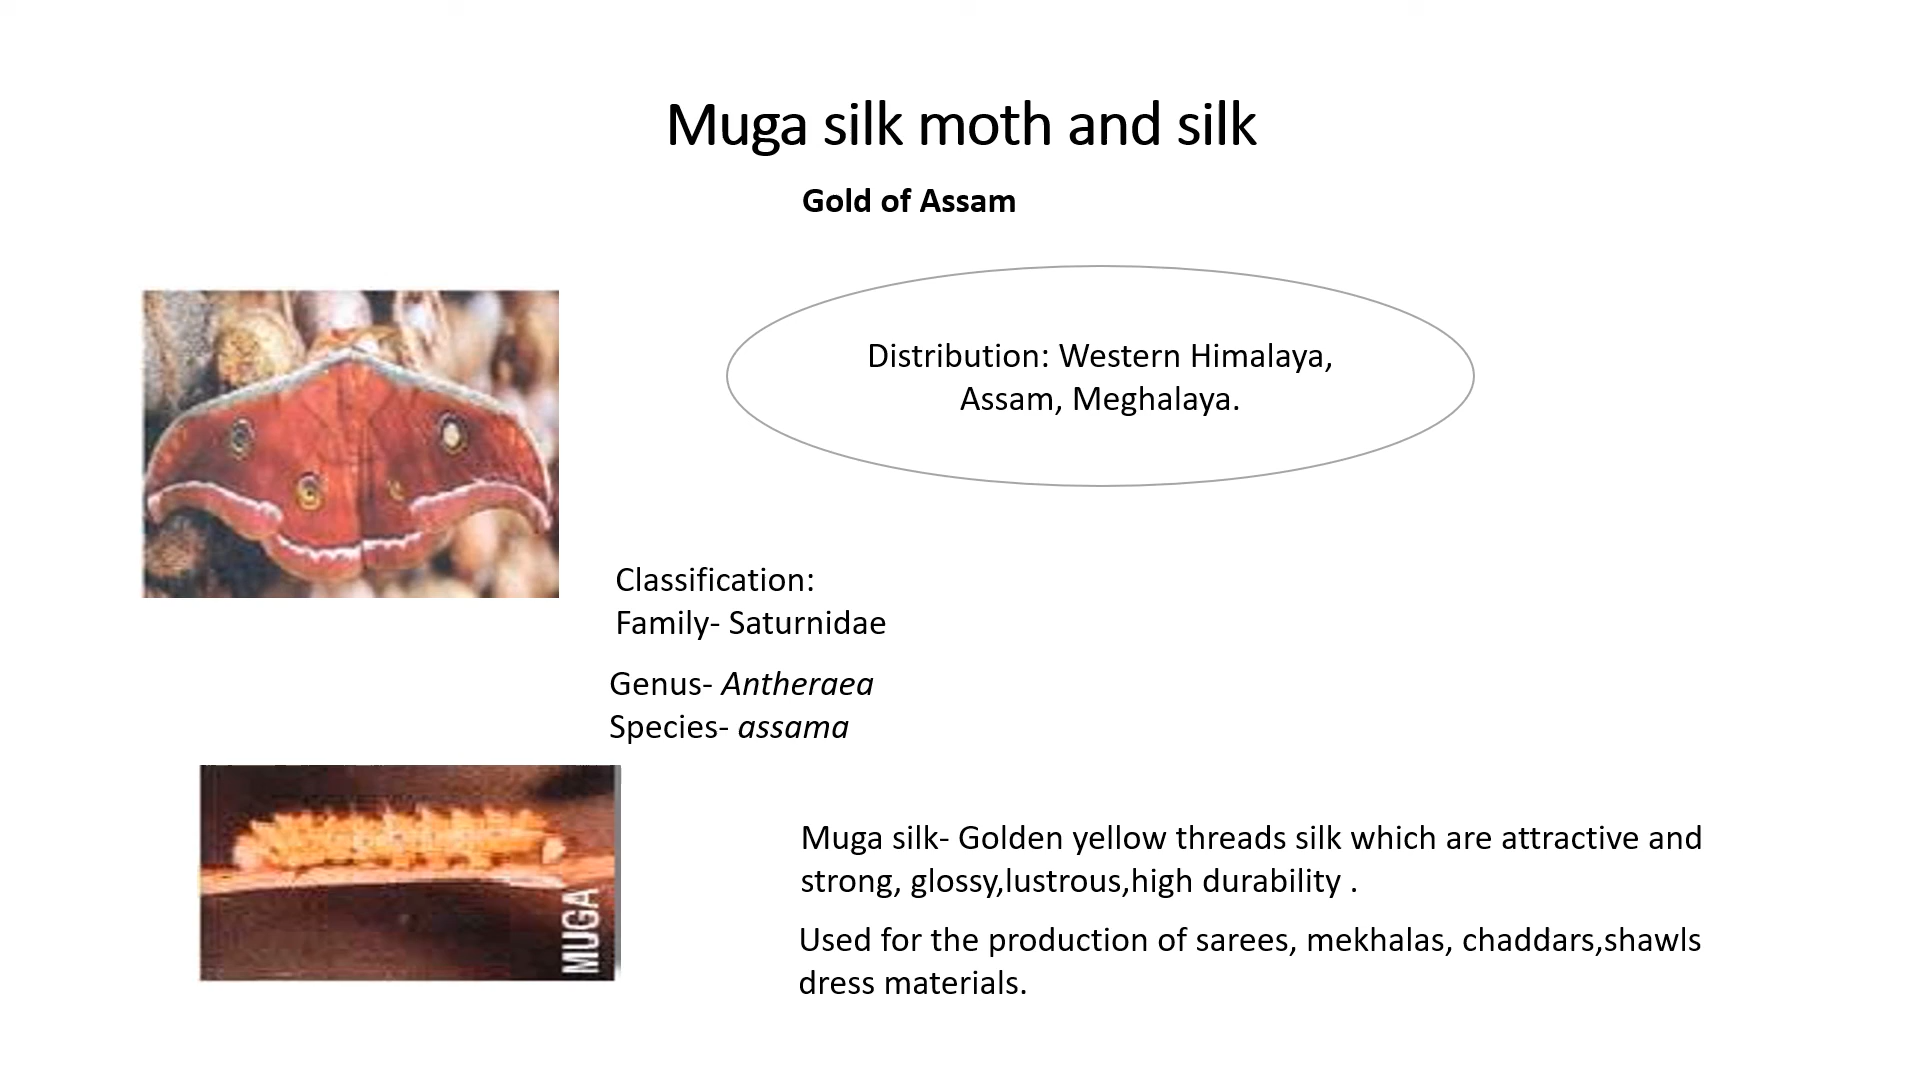 Muga silk moth and silk
Gold of Assam
Distribution: Western Himalaya,
Assam, Meghalaya.
Classification:
Family- Saturnidae
Genus- Antheraea
Species- assama
MUGA
Muga silk- Golden yellow threads silk which are attractive and
strong, glossy,lustrous,high durability .
Used for the production of sarees, mekhalas, chaddars,shawls
dress materials.